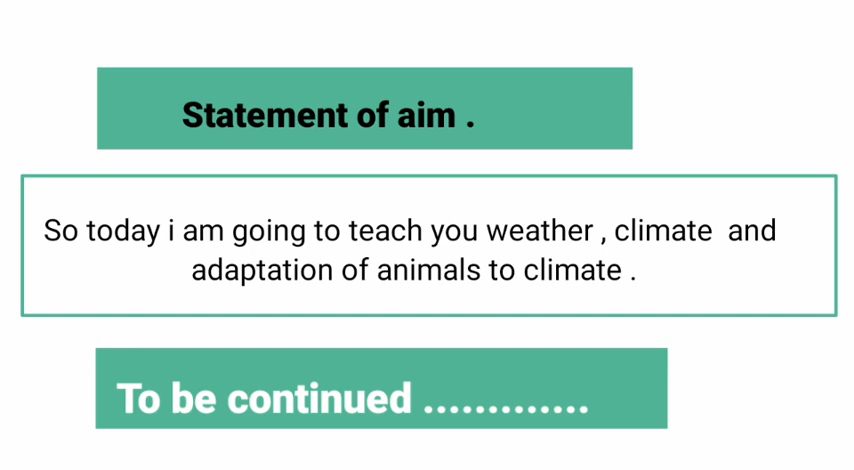 Statement of aim .
So today i am going to teach you weather , climate  and
adaptation of animals to climate .
To be continued .............